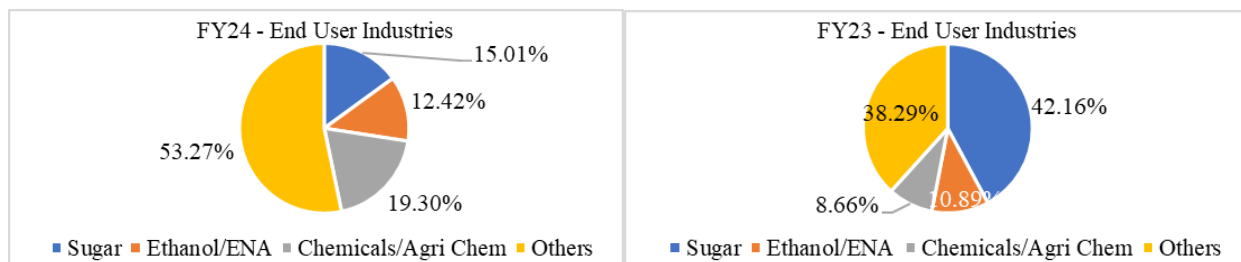 FY24 - End User Industries
15.01%
12.42%
53.27%
19.30%
Sugar Ethanol/ENA Chemicals/Agri Chem Others
FY23 - End User Industries
38.29%
42.16%
8.66%
10.89%
Sugar Ethanol/ENA Chemicals/Agri Chem Others